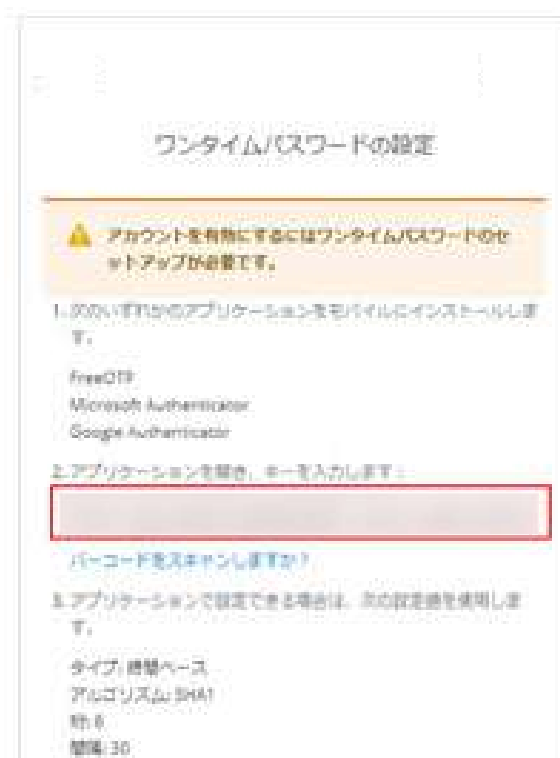 ワンタイムパスワードの設定
アカウントを有効にするにはワンタイムパスワードのセ
ットアップが必要です。
1. 次のいずれかのアプリケーションをモバイルにインストールしま
す。
FreeOTP
Microsoft Authenticator
Google Authenticator
2. アプリケーションを開き、キーを入力します:
バーコードをスキャンしますか?
3. アプリケーションで設定できる場合は、次の設定値を使用しま
す。
タイプ: 時間ベース
アルゴリズム: SHA1
桁: 6
間隔: 30